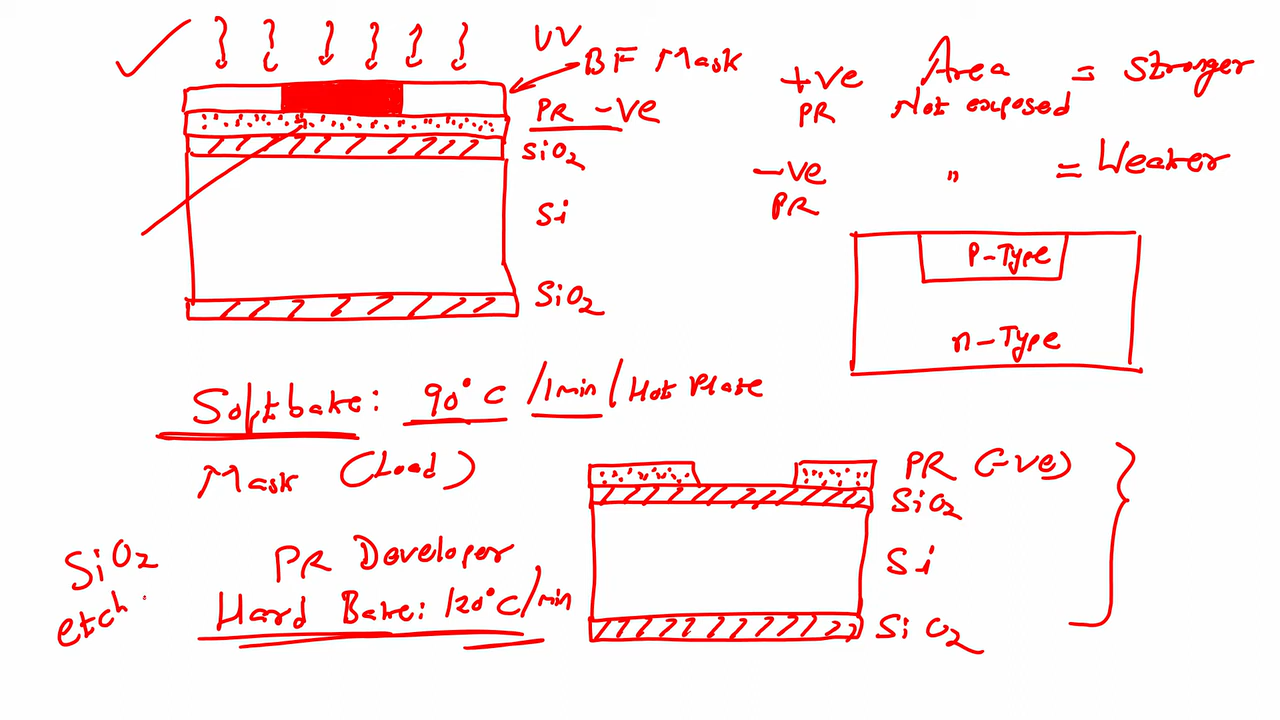 UV
BF Mask
PR -ve
SiO2
Si
SiO2
+ve Area = Stronger
PR Not exposed
-ve " = Weaker
PR
P-Type
n-Type
Softbake: 90°C /1min/Hot Plate
Mask (Load)
PR (-ve)
SiO2
Si
SiO2
PR Developer
Hard Bake: 120°C/min
SiO2
etch